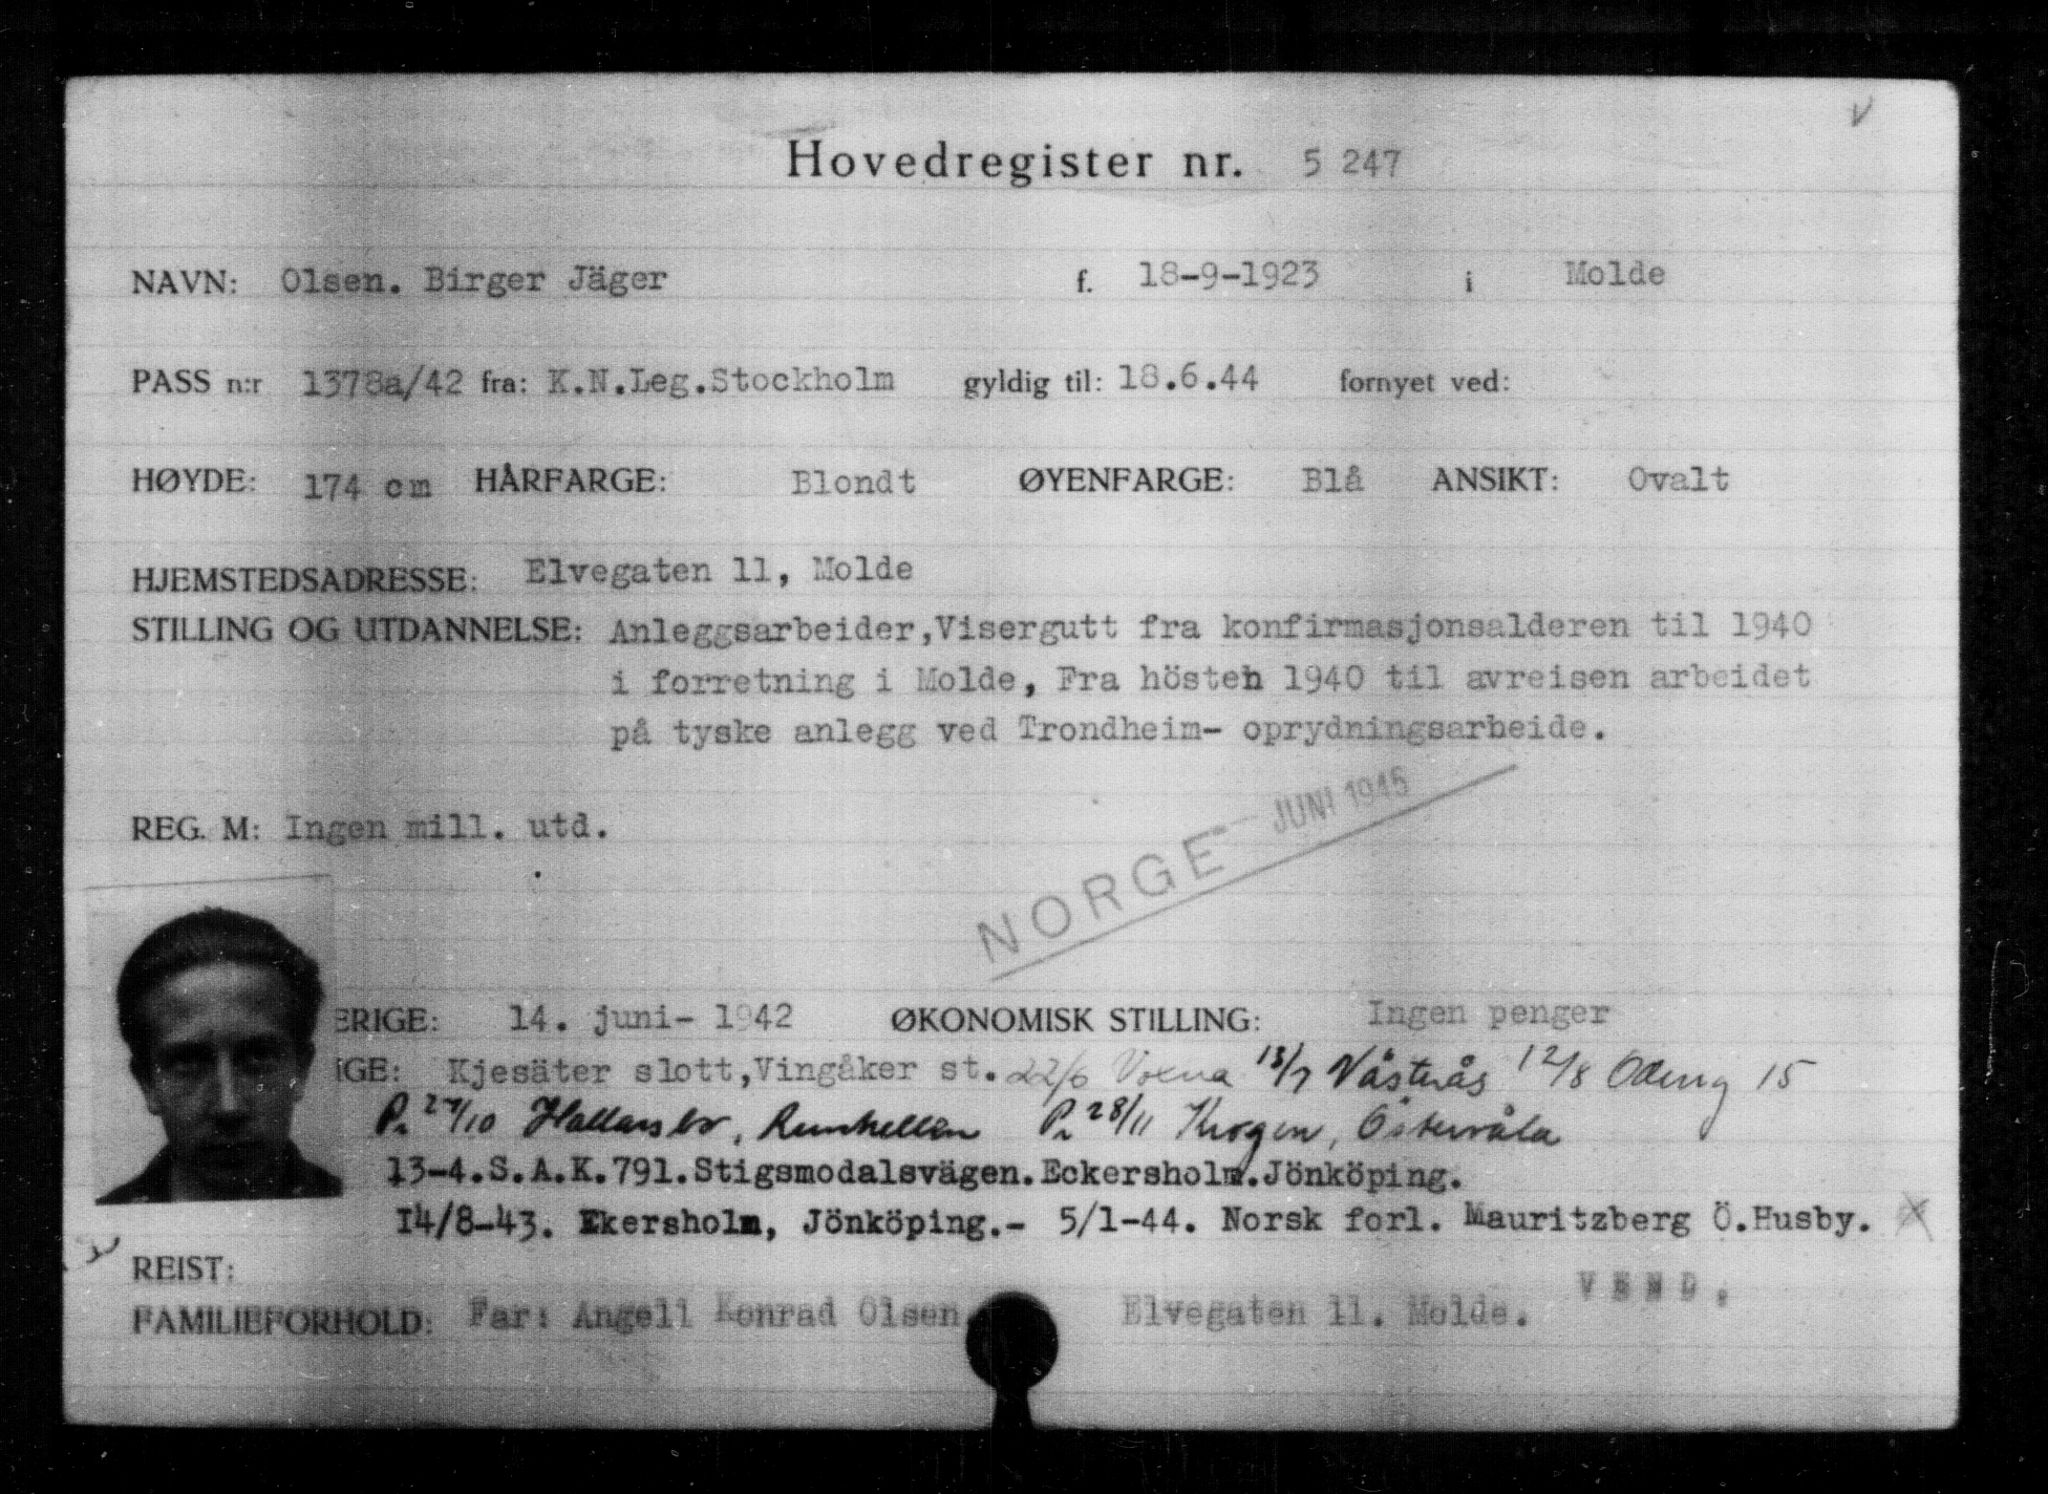 Hovedregister nr. 5 247
NAVN: Olsen. Birger Jäger f. 18-9-1923 i Molde
PASS n:r 1378a/42 fra: K.N.Leg.Stockholm gyldig til: 18.6.44 fornyet ved:
HØYDE: 174 cm HÅRFARGE: Blondt ØYENFARGE: Blå ANSIKT: Ovalt
HJEMSTEDSADRESSE: Elvegaten 11, Molde
STILLING OG UTDANNELSE: Anleggsarbeider,Visergutt fra konfirmasjonsalderen til 1940
i forretning i Molde, Fra hösten 1940 til avreisen arbeidet
på tyske anlegg ved Trondheim- oprydningsarbeide.
NORGE JUNI 1945
REG. M: Ingen mill. utd.
ERIGE: 14. juni- 1942 ØKONOMISK STILLING: Ingen penger
IGE: Kjesäter slott,Vingåker st. 22/6 Voxna 13/7 Västerås 12/8 15
27/10 28/11 Krogen, Östervåla
13-4.S.A.K.791.Stigsmodalsvägen.Eckersholm.Jönköping.
14/8-43. Ekersholm, Jönköping.- 5/1-44. Norsk forl. Mauritzberg Ö.Husby.
REIST:
VEND.
FAMILIEFORHOLD: Far: Angell Konrad Olsen Elvegaten 11. Molde.